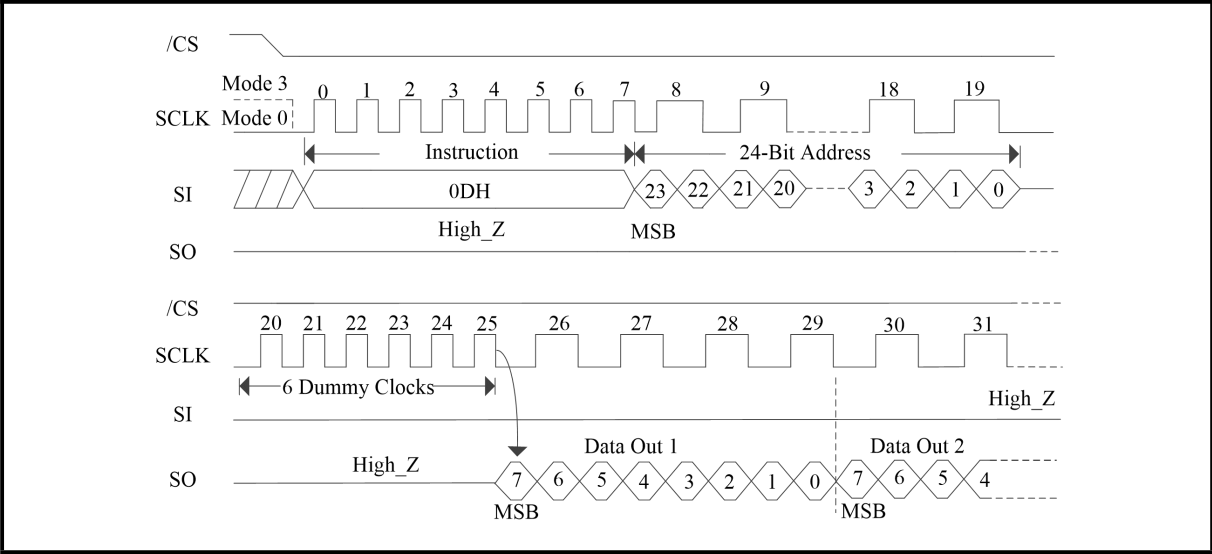 /CS
Mode 3
0 1 2 3 4 5 6 7 8 9 18 19
SCLK Mode 0
Instruction 24-Bit Address
SI 0DH 23 22 21 20 3 2 1 0
High_Z MSB
SO
/CS
20 21 22 23 24 25 26 27 28 29 30 31
SCLK
6 Dummy Clocks
High_Z
SI
Data Out 1 Data Out 2
High_Z
SO 7 6 5 4 3 2 1 0 7 6 5 4
MSB MSB